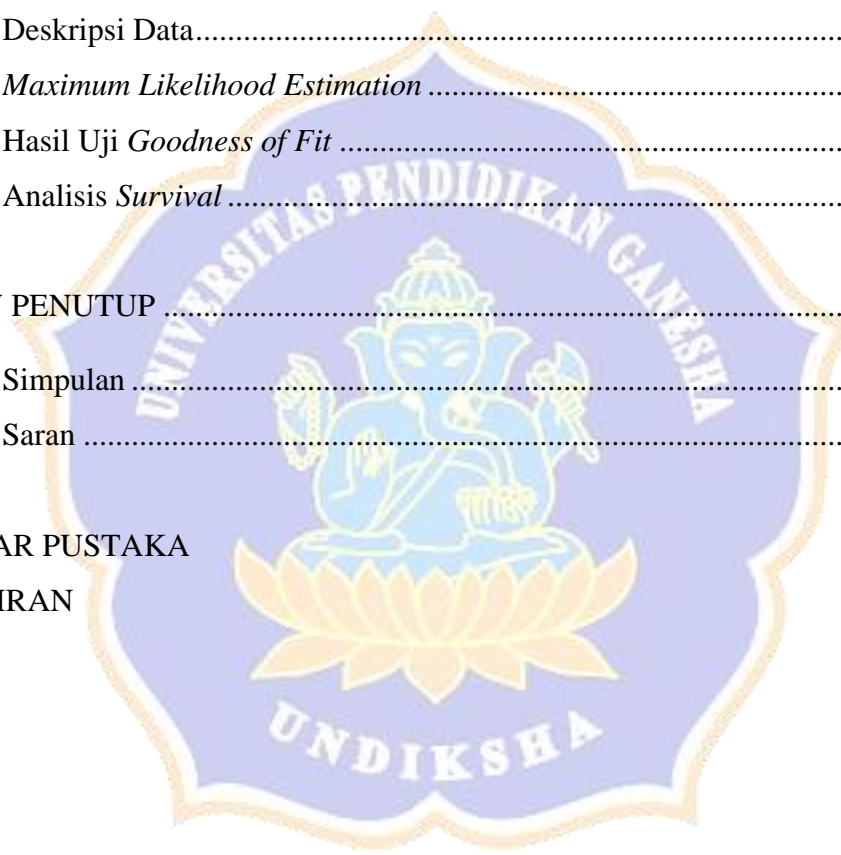 Deskripsi Data
Maximum Likelihood Estimation
Hasil Uji Goodness of Fit
Analisis Survival
PENUTUP
Simpulan
Saran
AR PUSTAKA
IRAN
UNIVERSITAS PENDIDIKAN GANESHA
UNDIKSHA